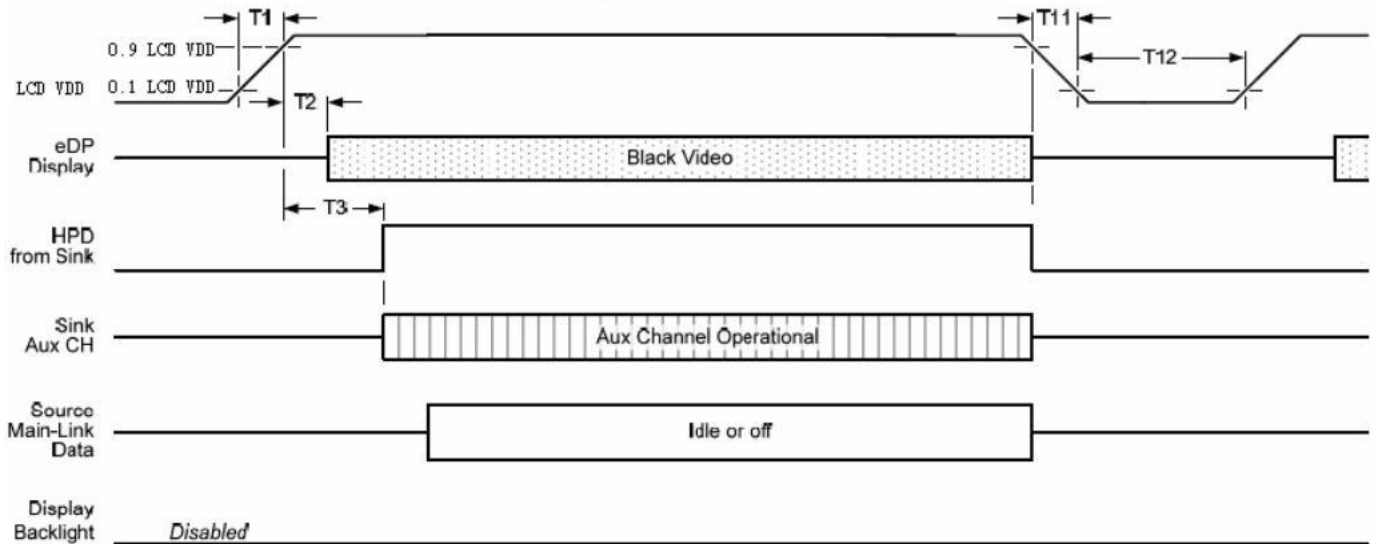 T1
T11
0.9 LCD VDD
T12
LCD VDD
0.1 LCD VDD
T2
eDP
Display
Black Video
T3
HPD
from Sink
Sink
Aux CH
Aux Channel Operational
Source
Main-Link
Data
Idle or off
Display
Backlight
Disabled